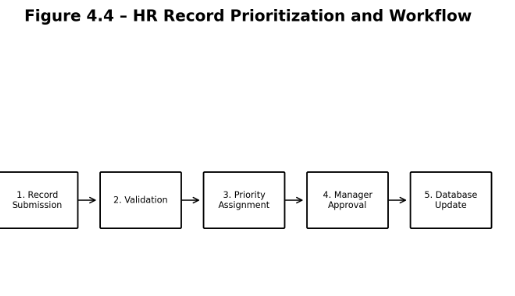 Figure 4.4 – HR Record Prioritization and Workflow
1. Record
Submission
2. Validation
3. Priority
Assignment
4. Manager
Approval
5. Database
Update